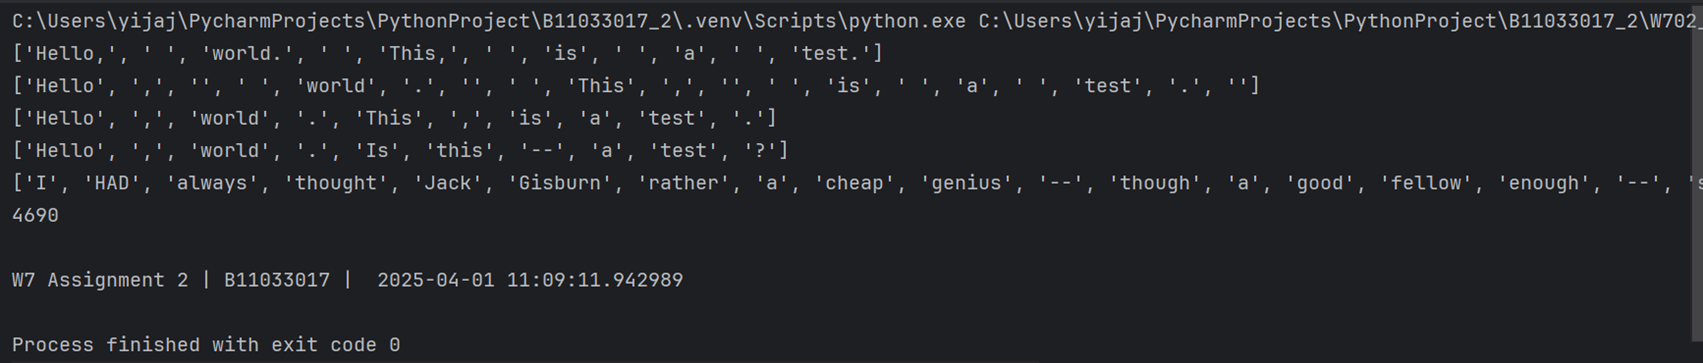 C:\Users\yijaj\PycharmProjects\PythonProject\B11033017_2\.venv\Scripts\python.exe C:\Users\yijaj\PycharmProjects\PythonProject\B11033017_2\W702_
['Hello,', ' ', 'world.', ' ', 'This,', ' ', 'is', ' ', 'a', ' ', 'test.']
['Hello', ',', '', ' ', 'world', '.', '', ' ', 'This', ',', '', ' ', 'is', ' ', 'a', ' ', 'test', '.', '']
['Hello', ',', 'world', '.', 'This', ',', 'is', 'a', 'test', '.']
['Hello', ',', 'world', '.', 'Is', 'this', '--', 'a', 'test', '?']
['I', 'HAD', 'always', 'thought', 'Jack', 'Gisburn', 'rather', 'a', 'cheap', 'genius', '--', 'though', 'a', 'good', 'fellow', 'enough', '--', 's
4690
W7 Assignment 2 | B11033017 |  2025-04-01 11:09:11.942989
Process finished with exit code 0